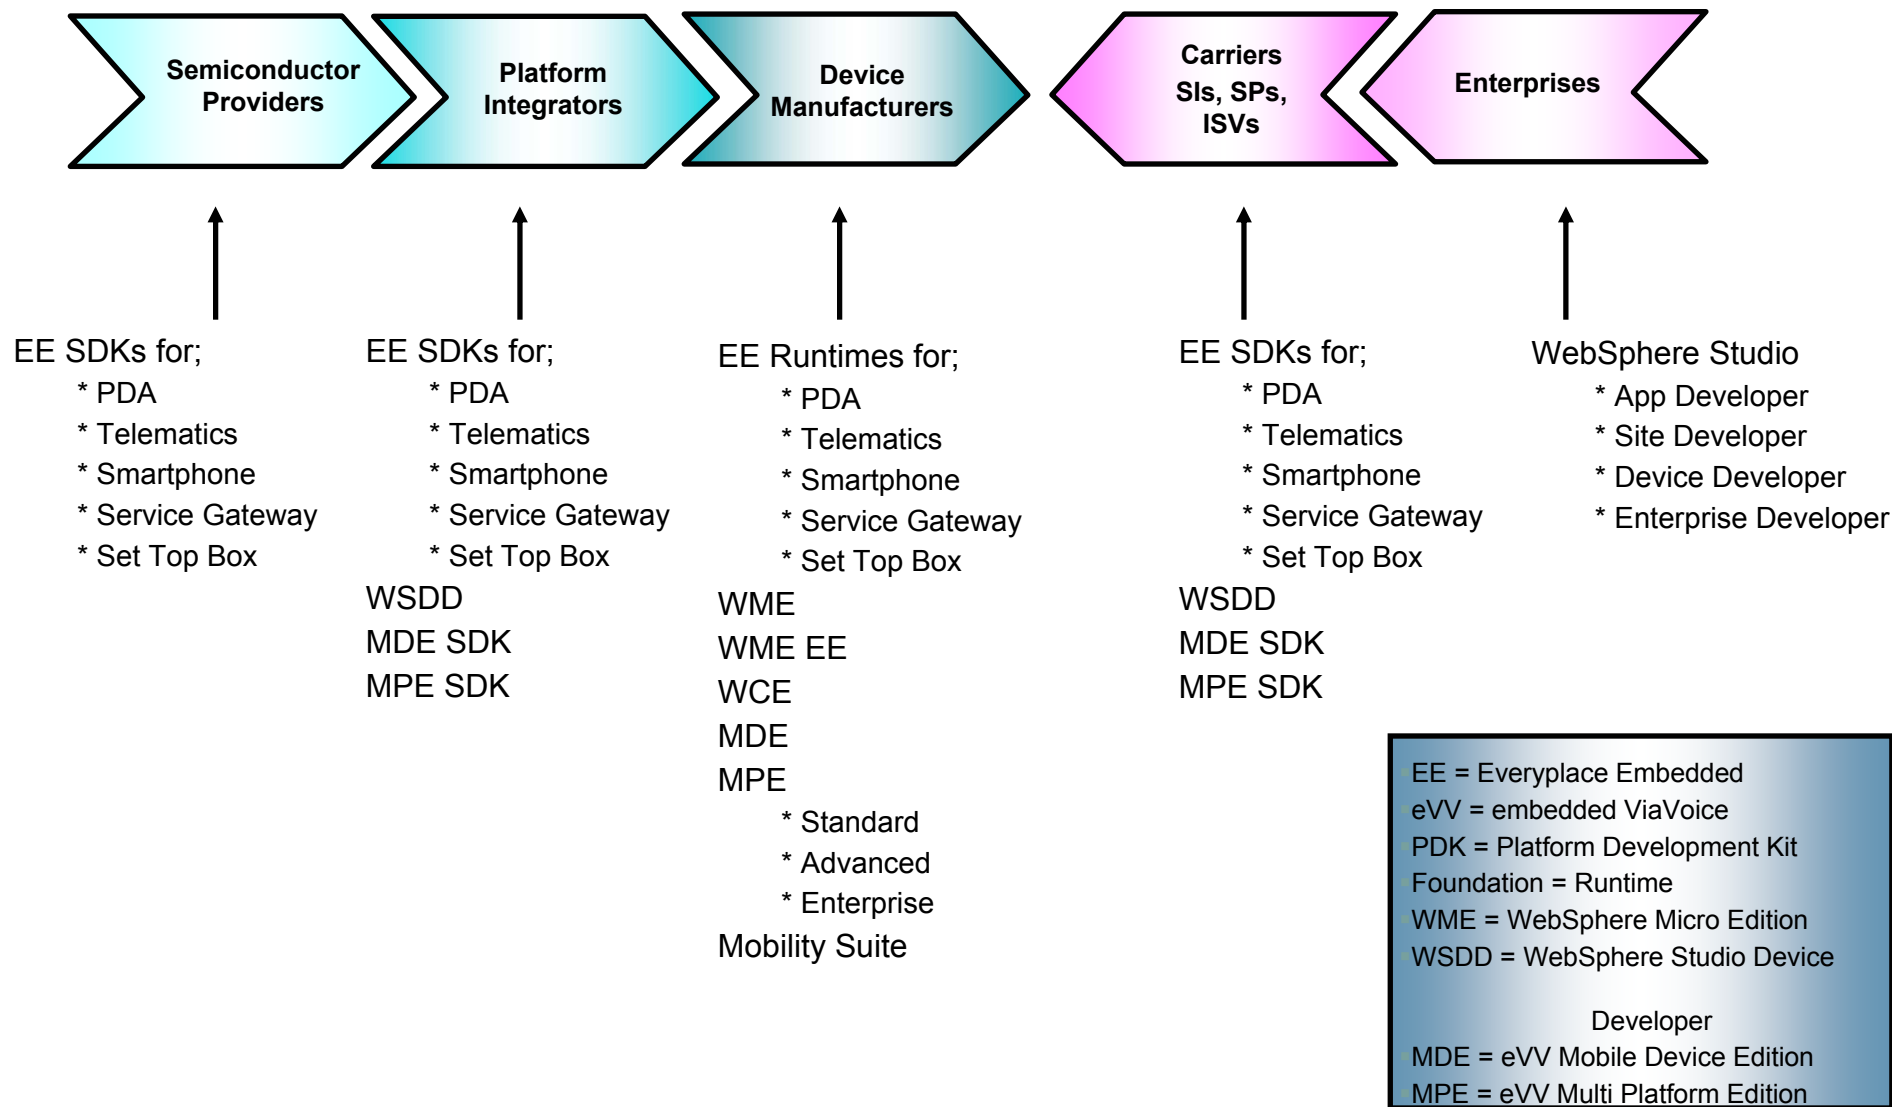 Semiconductor
Providers
Platform
Integrators
Device
Manufacturers
Carriers
SIs, SPs,
ISVs
Enterprises
EE SDKs for;
* PDA
* Telematics
* Smartphone
* Service Gateway
* Set Top Box
EE SDKs for;
* PDA
* Telematics
* Smartphone
* Service Gateway
* Set Top Box
WSDD
MDE SDK
MPE SDK
EE Runtimes for;
* PDA
* Telematics
* Smartphone
* Service Gateway
* Set Top Box
WME
WME EE
WCE
MDE
MPE
* Standard
* Advanced
* Enterprise
Mobility Suite
EE SDKs for;
* PDA
* Telematics
* Smartphone
* Service Gateway
* Set Top Box
WSDD
MDE SDK
MPE SDK
WebSphere Studio
* App Developer
* Site Developer
* Device Developer
* Enterprise Developer
EE = Everyplace Embedded
eVV = embedded ViaVoice
PDK = Platform Development Kit
Foundation = Runtime
WME = WebSphere Micro Edition
WSDD = WebSphere Studio Device
Developer
MDE = eVV Mobile Device Edition
MPE = eVV Multi Platform Edition